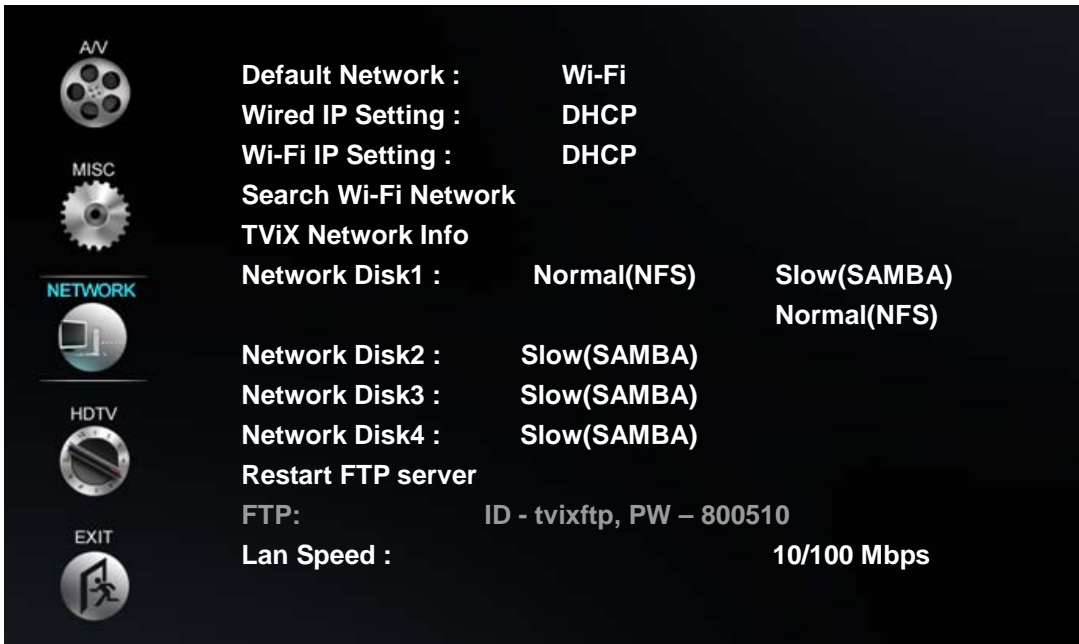 A/V
MISC
NETWORK
HDTV
EXIT
Default Network : Wi-Fi
Wired IP Setting : DHCP
Wi-Fi IP Setting : DHCP
Search Wi-Fi Network
TViX Network Info
Network Disk1 : Normal(NFS) Slow(SAMBA)
Normal(NFS)
Network Disk2 : Slow(SAMBA)
Network Disk3 : Slow(SAMBA)
Network Disk4 : Slow(SAMBA)
Restart FTP server
FTP: ID - tvixftp, PW – 800510
Lan Speed : 10/100 Mbps